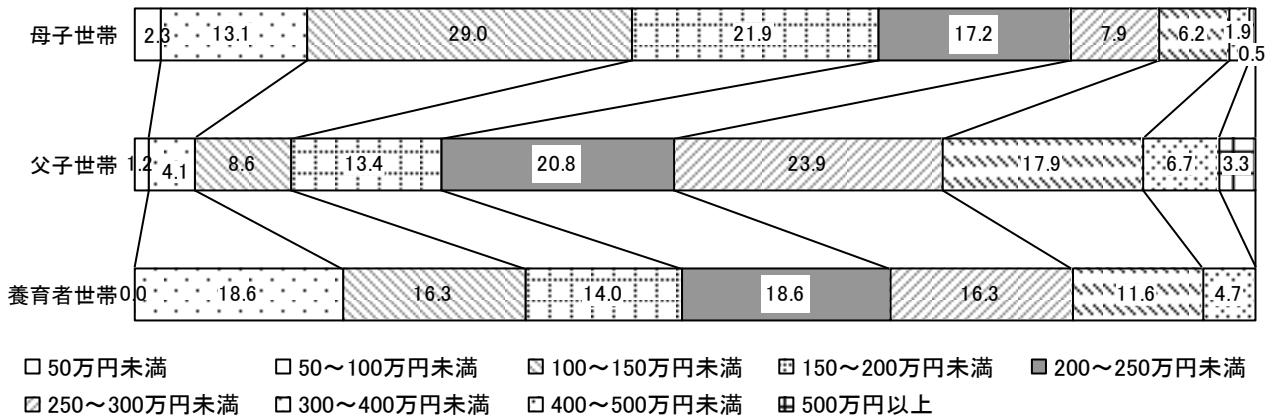 母子世帯 2.3 13.1 29.0 21.9 17.2 7.9 6.2 1.9 0.5
父子世帯 1.2 4.1 8.6 13.4 20.8 23.9 17.9 6.7 3.3
養育者世帯 0.0 18.6 16.3 14.0 18.6 16.3 11.6 4.7
50万円未満 50～100万円未満 100～150万円未満 150～200万円未満 200～250万円未満
250～300万円未満 300～400万円未満 400～500万円未満 500万円以上